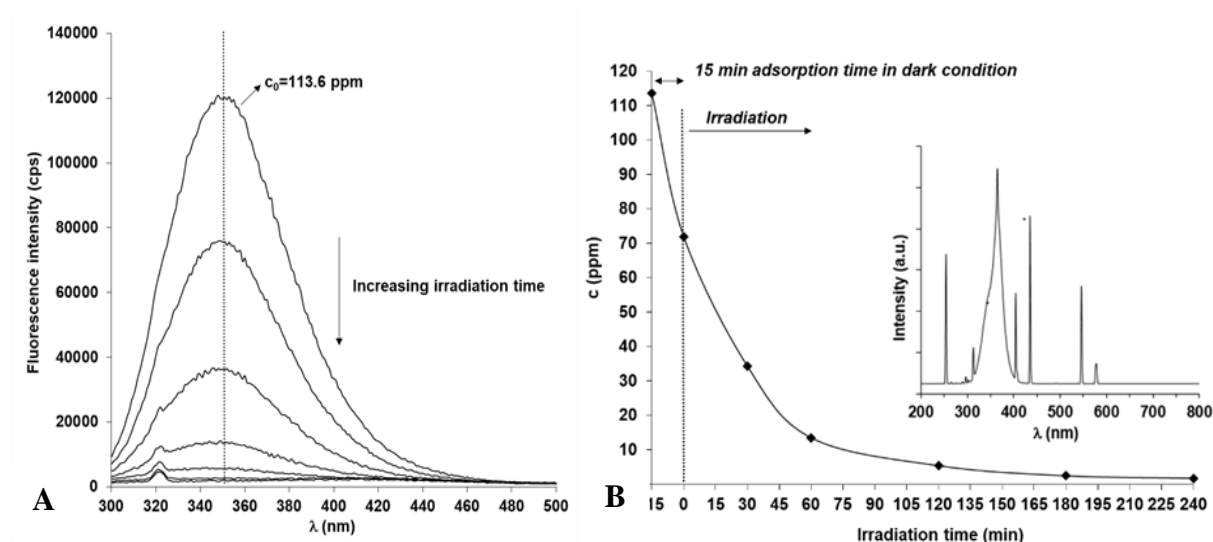 140000
120000
100000
80000
60000
40000
20000
0
Fluorescence intensity (cps)
c0=113.6 ppm
Increasing irradiation time
300 320 340 360 380 400 420 440 460 480 500
λ (nm)
A
120
110
100
90
80
70
60
50
40
30
20
10
c (ppm)
15 min adsorption time in dark condition
Irradiation
Intensity (a.u.)
200 300 400 500 600 700 800
λ (nm)
15 0 15 30 45 60 75 90 105 120 135 150 165 180 195 210 225 240
Irradiation time (min)
B